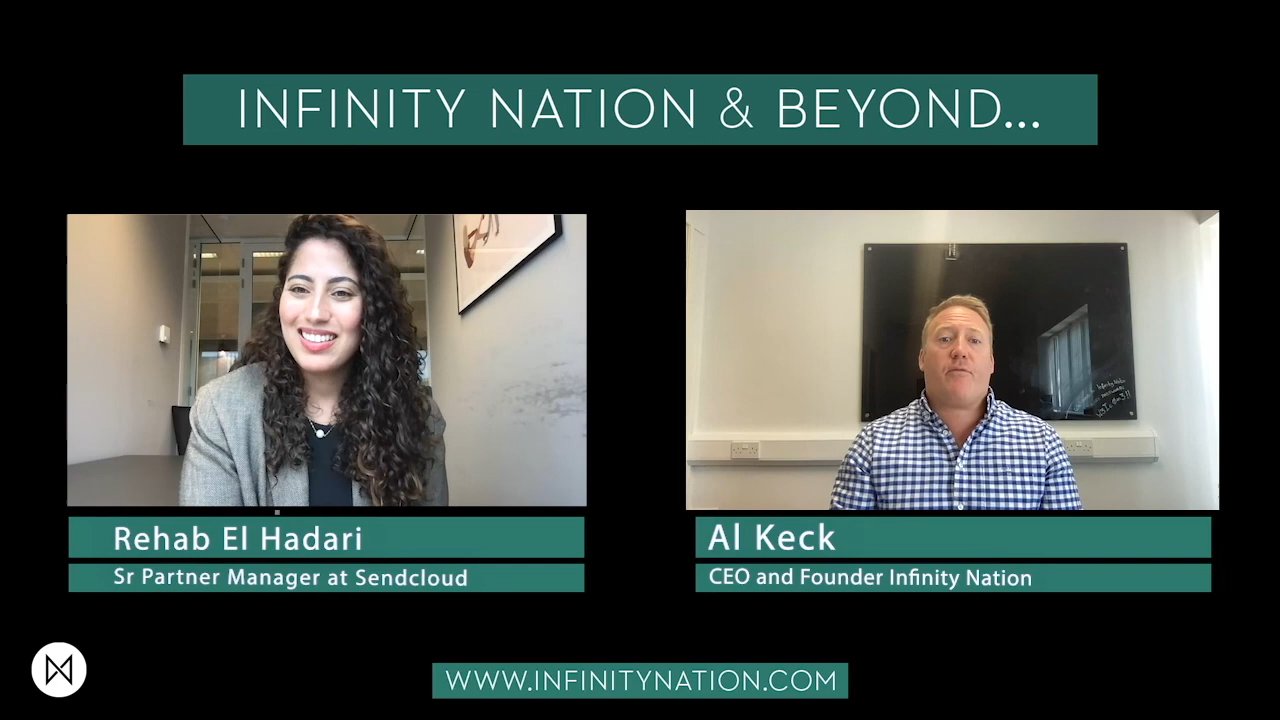 INFINITY NATION & BEYOND...
Rehab El Hadari
Sr Partner Manager at Sendcloud
Al Keck
CEO and Founder Infinity Nation
WWW.INFINITYNATION.COM